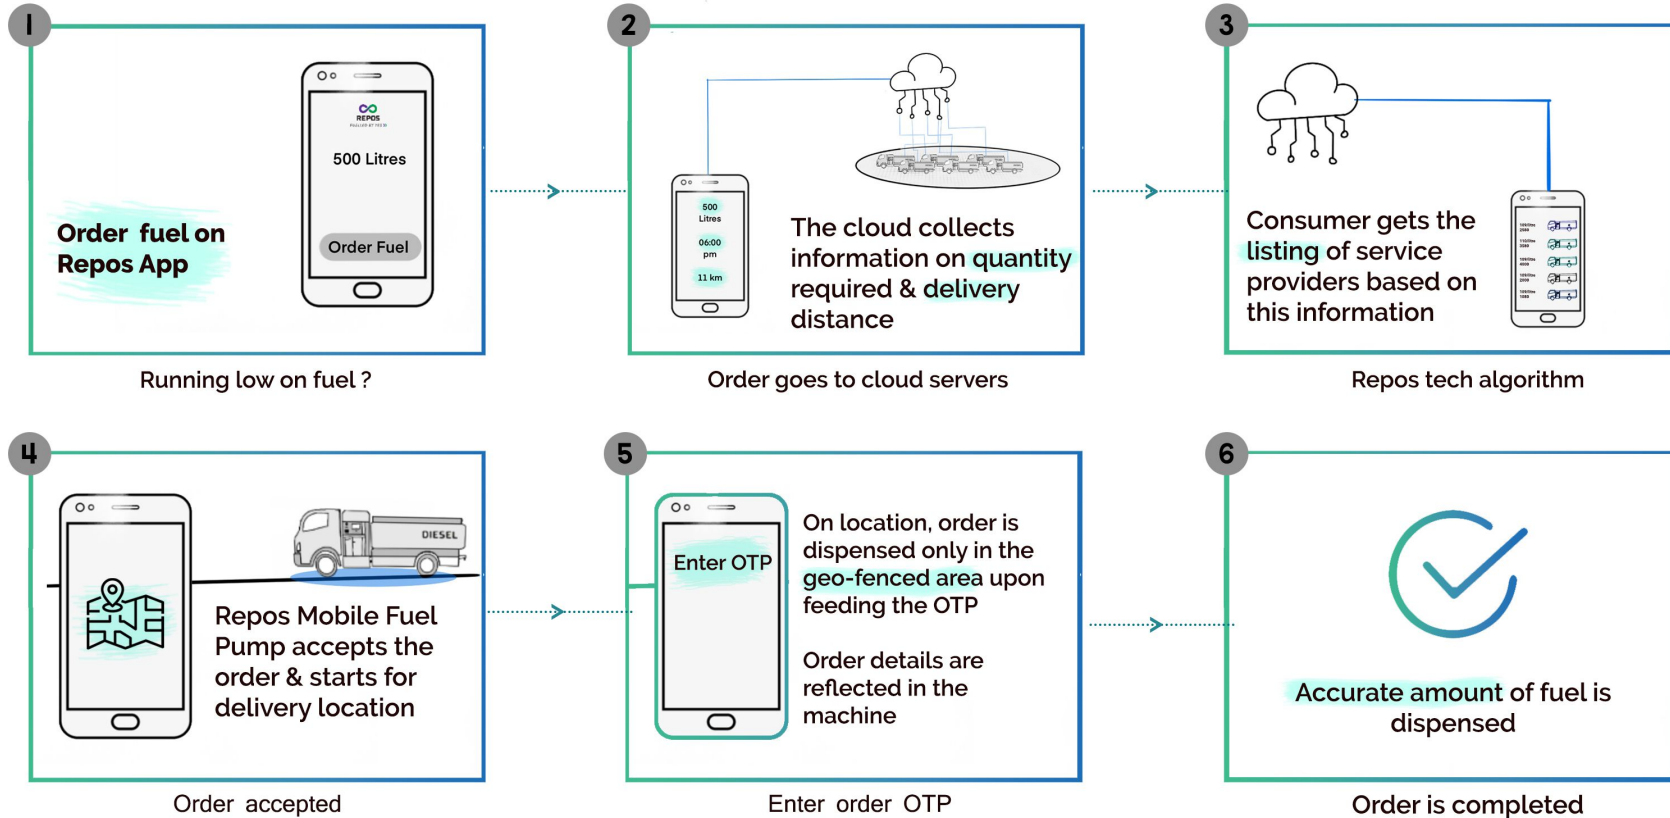 1
REPOS
500 Litres
Order fuel on
Repos App
Order Fuel
Running low on fuel ?
2
500
Litres
06:00
pm
11 km
The cloud collects
information on quantity
required & delivery
distance
Order goes to cloud servers
3
Consumer gets the
listing of service
providers based on
this information
Repos tech algorithm
4
DIESEL
Repos Mobile Fuel
Pump accepts the
order & starts for
delivery location
Order accepted
5
Enter OTP
On location, order is
dispensed only in the
geo-fenced area upon
feeding the OTP
Order details are
reflected in the
machine
Enter order OTP
6
Accurate amount of fuel is
dispensed
Order is completed